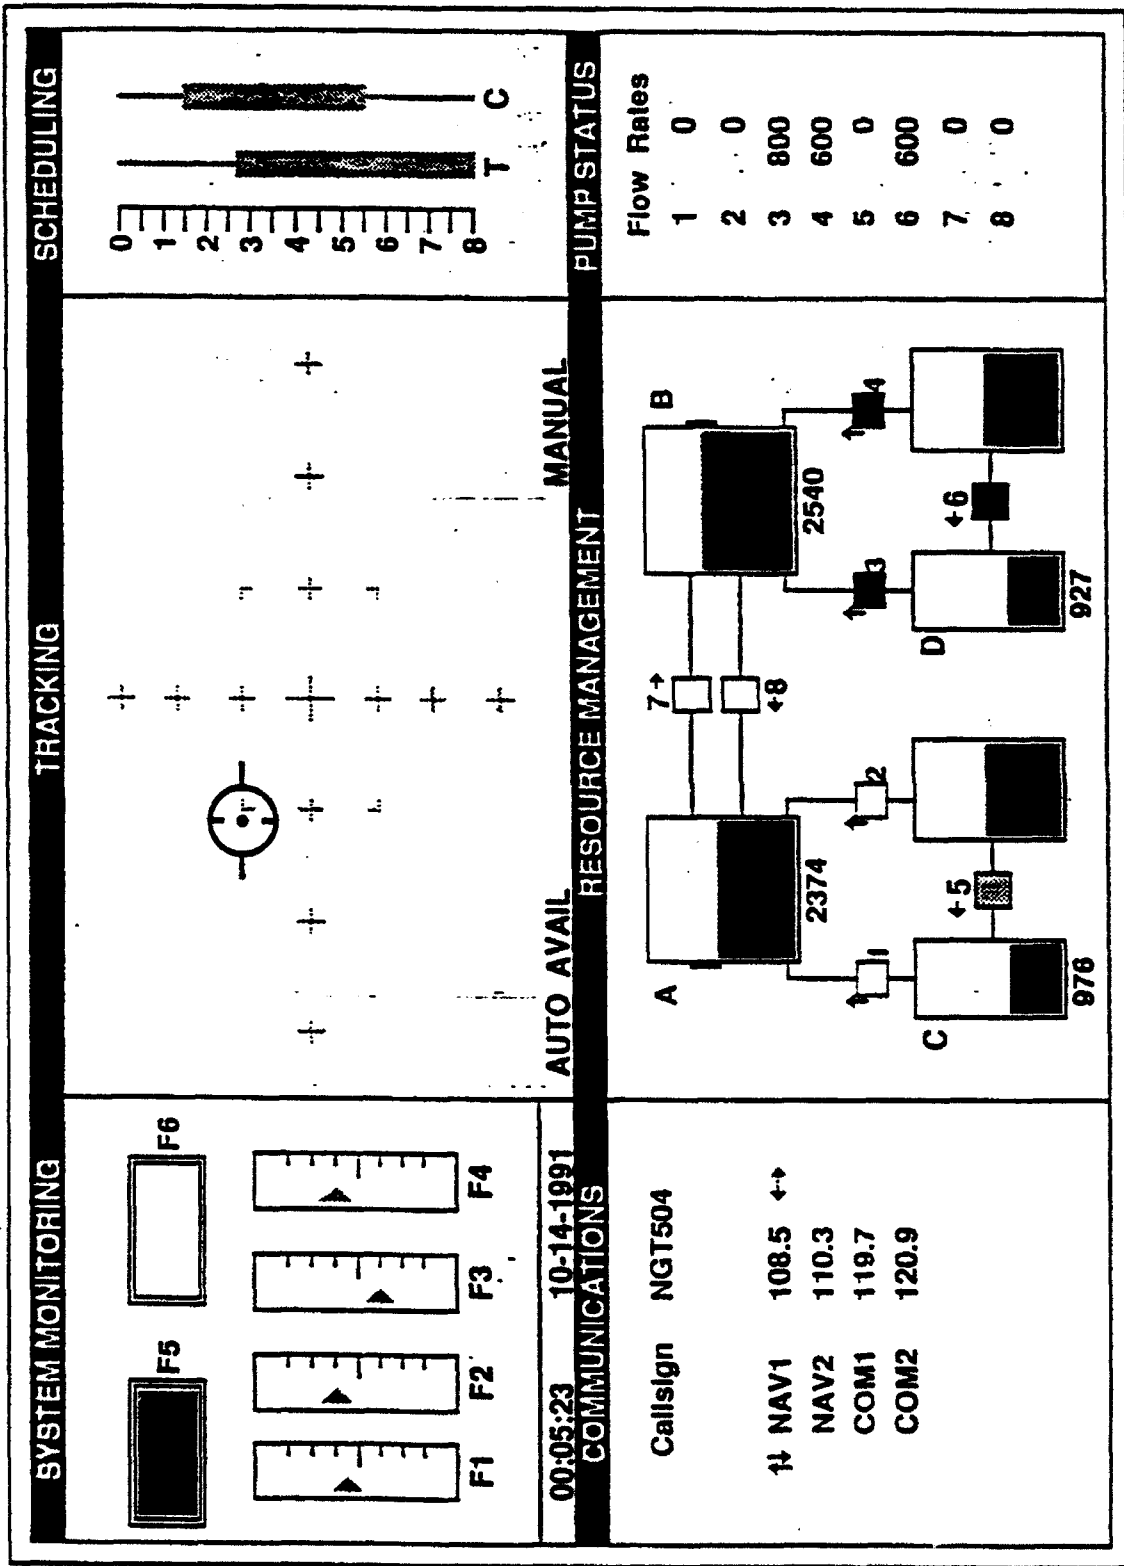 SYSTEM MONITORING
F5 F6
F1 F2 F3 F4
00:05:23 10-14-1991
TRACKING
AUTO AVAIL MANUAL
SCHEDULING
0
1
2
3
4
5
6
7
8
T C
COMMUNICATIONS
Callsign NGT504
↑↓ NAV1 108.5 ←→
NAV2 110.3
COM1 119.7
COM2 120.9
RESOURCE MANAGEMENT
A B
7→
←8
2374 2540
1 2 3 4
←5 ←6
C D
976 927
PUMP STATUS
Flow Rates
1 0
2 0
3 800
4 600
5 0
6 600
7 0
8 0